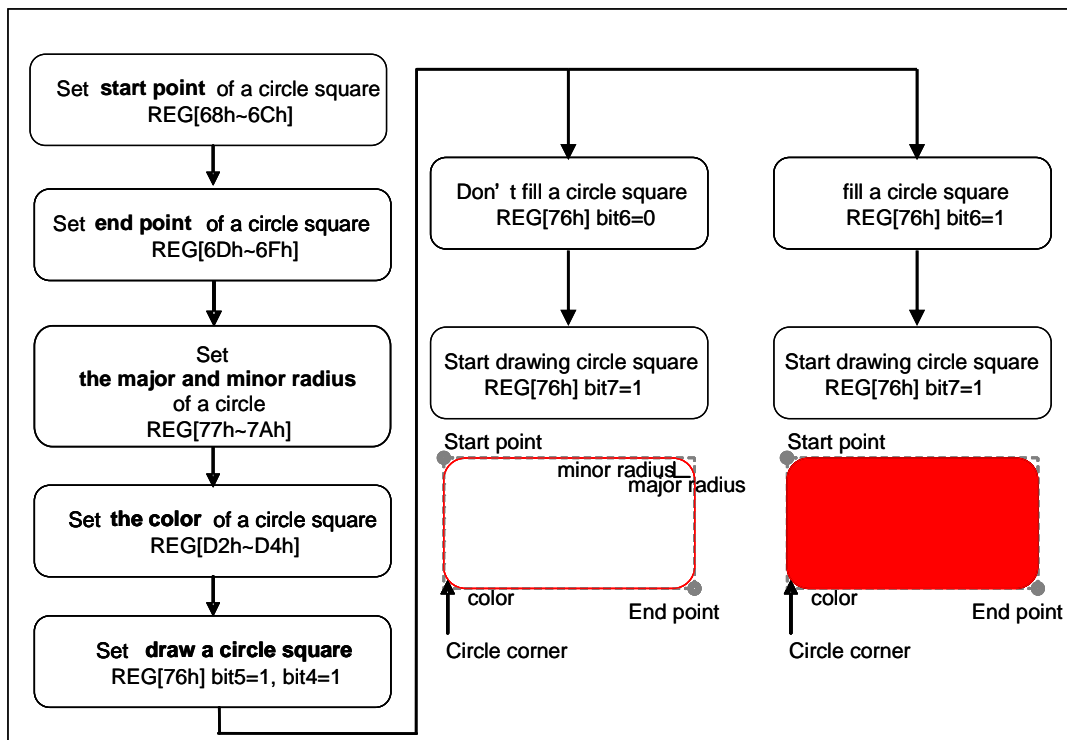 Set start point of a circle square
REG[68h~6Ch]
Set end point of a circle square
REG[6Dh~6Fh]
Set
the major and minor radius
of a circle
REG[77h~7Ah]
Set the color of a circle square
REG[D2h~D4h]
Set draw a circle square
REG[76h] bit5=1, bit4=1
Don't fill a circle square
REG[76h] bit6=0
Start drawing circle square
REG[76h] bit7=1
Start point
minor radius
major radius
color
End point
Circle corner
fill a circle square
REG[76h] bit6=1
Start drawing circle square
REG[76h] bit7=1
Start point
color
End point
Circle corner